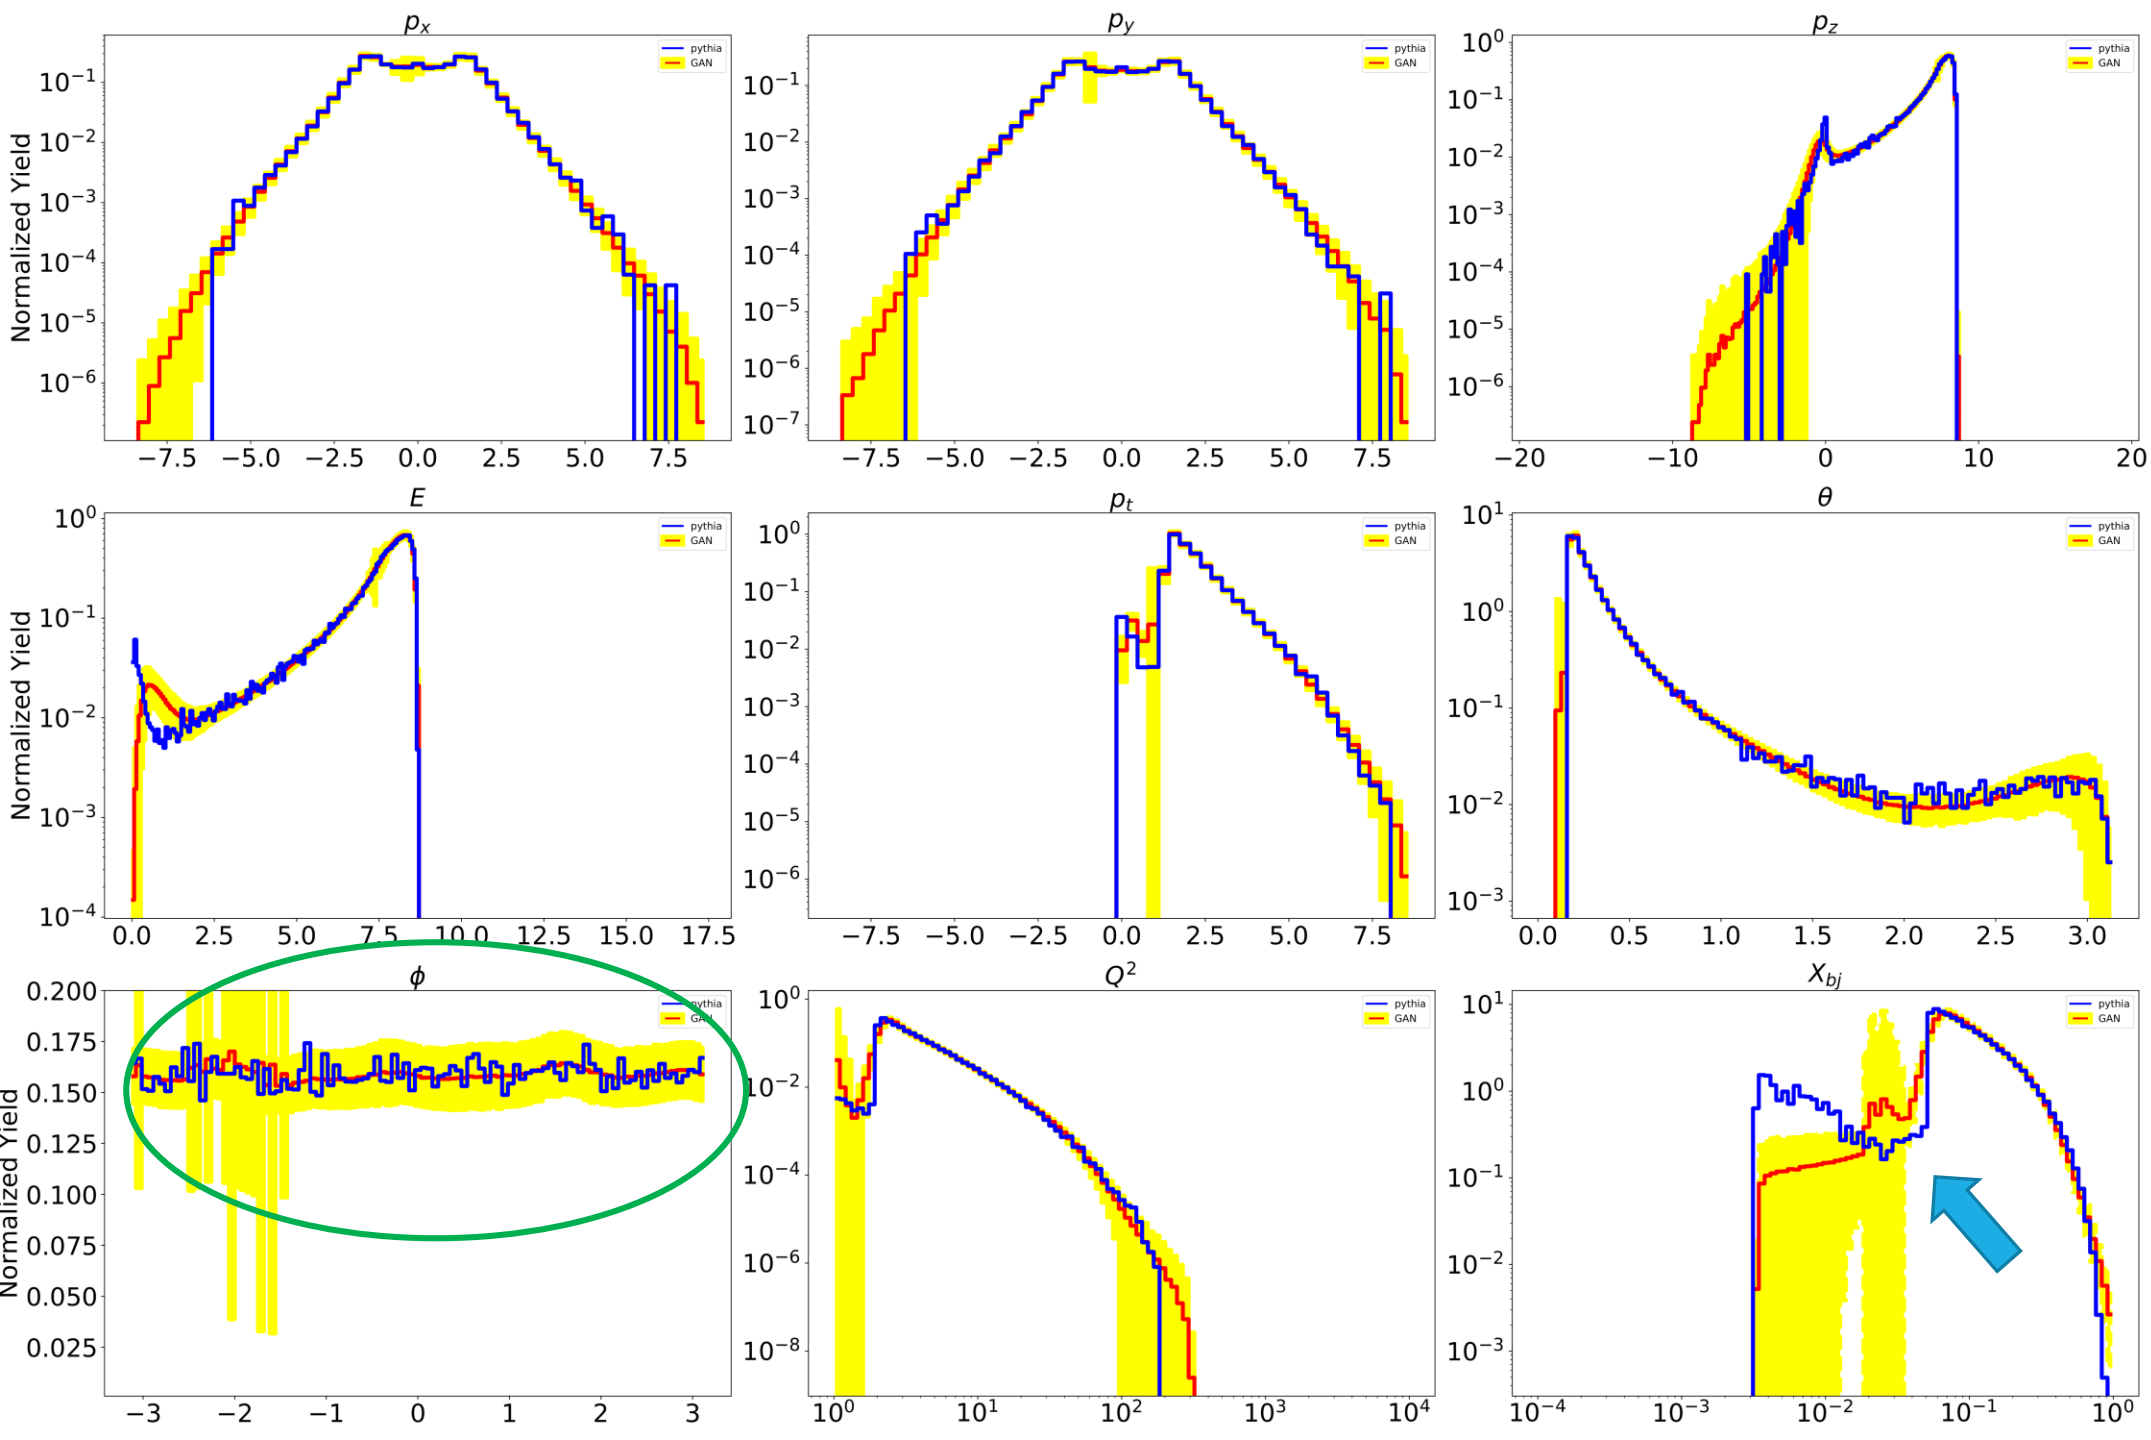 p_x
pythia
GAN
Normalized Yield
10^−1
10^−2
10^−3
10^−4
10^−5
10^−6
−7.5 −5.0 −2.5 0.0 2.5 5.0 7.5
p_y
pythia
GAN
10^−1
10^−2
10^−3
10^−4
10^−5
10^−6
10^−7
−7.5 −5.0 −2.5 0.0 2.5 5.0 7.5
p_z
pythia
GAN
10^0
10^−1
10^−2
10^−3
10^−4
10^−5
10^−6
−20 −10 0 10 20
E
pythia
GAN
Normalized Yield
10^0
10^−1
10^−2
10^−3
10^−4
0.0 2.5 5.0 7.5 10.0 12.5 15.0 17.5
p_t
pythia
GAN
10^0
10^−1
10^−2
10^−3
10^−4
10^−5
10^−6
−7.5 −5.0 −2.5 0.0 2.5 5.0 7.5
θ
pythia
GAN
10^1
10^0
10^−1
10^−2
10^−3
0.0 0.5 1.0 1.5 2.0 2.5 3.0
ϕ
pythia
GAN
Normalized Yield
0.200
0.175
0.150
0.125
0.100
0.075
0.050
0.025
−3 −2 −1 0 1 2 3
Q^2
pythia
GAN
10^0
10^−2
10^−4
10^−6
10^−8
10^0 10^1 10^2 10^3 10^4
X_bj
pythia
GAN
10^1
10^0
10^−1
10^−2
10^−3
10^−4 10^−3 10^−2 10^−1 10^0